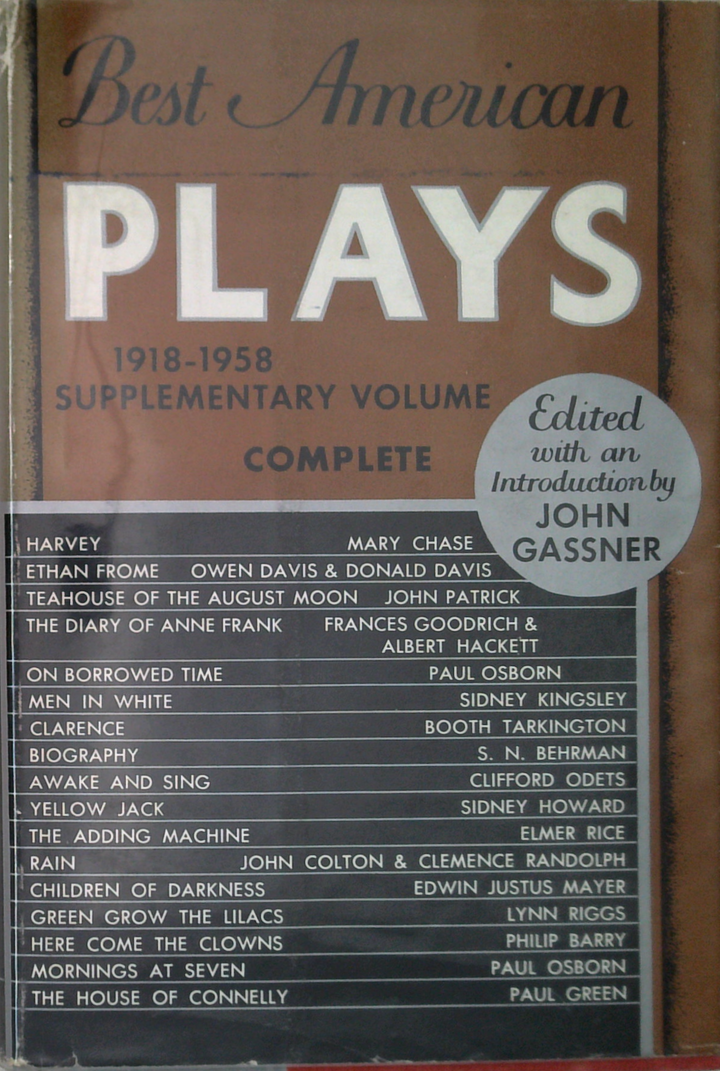 Best American
PLAYS
1918-1958
SUPPLEMENTARY VOLUME
COMPLETE
Edited
with an
Introduction by
JOHN
GASSNER
HARVEY MARY CHASE
ETHAN FROME OWEN DAVIS & DONALD DAVIS
TEAHOUSE OF THE AUGUST MOON JOHN PATRICK
THE DIARY OF ANNE FRANK FRANCES GOODRICH &
ALBERT HACKETT
ON BORROWED TIME PAUL OSBORN
MEN IN WHITE SIDNEY KINGSLEY
CLARENCE BOOTH TARKINGTON
BIOGRAPHY S. N. BEHRMAN
AWAKE AND SING CLIFFORD ODETS
YELLOW JACK SIDNEY HOWARD
THE ADDING MACHINE ELMER RICE
RAIN JOHN COLTON & CLEMENCE RANDOLPH
CHILDREN OF DARKNESS EDWIN JUSTUS MAYER
GREEN GROW THE LILACS LYNN RIGGS
HERE COME THE CLOWNS PHILIP BARRY
MORNINGS AT SEVEN PAUL OSBORN
THE HOUSE OF CONNELLY PAUL GREEN